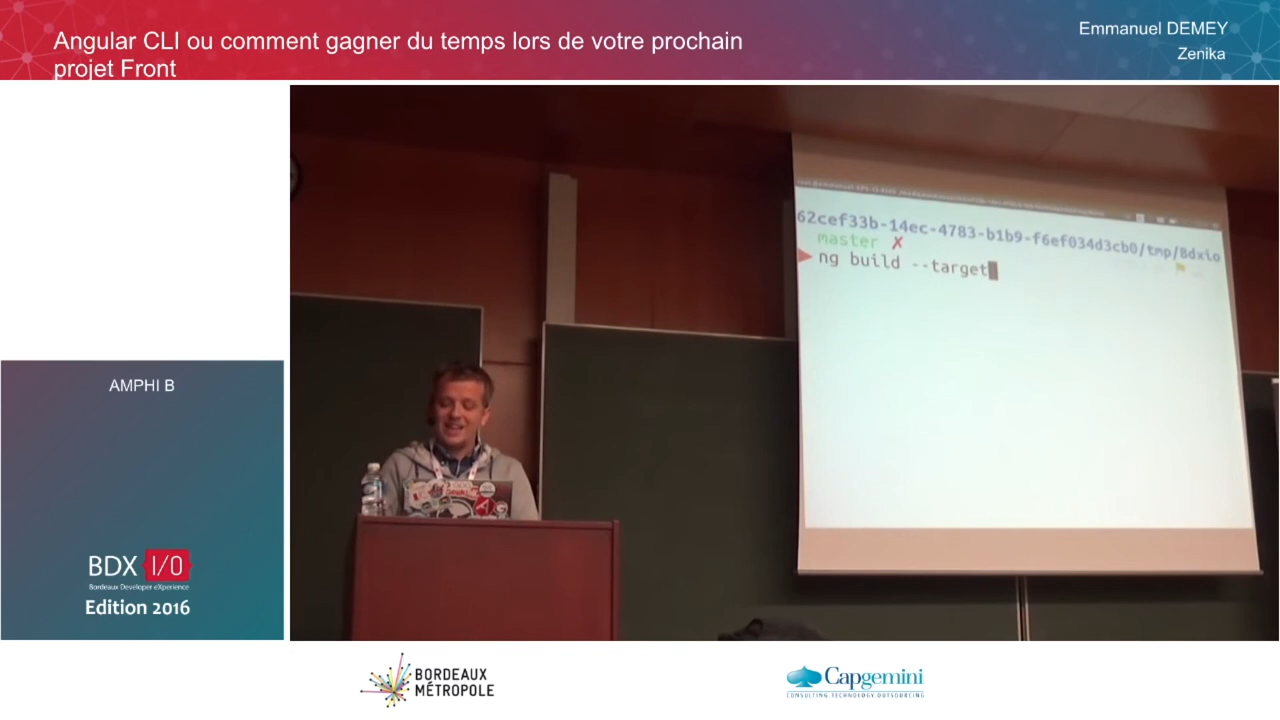 Angular CLI ou comment gagner du temps lors de votre prochain
projet Front
Emmanuel DEMEY
Zenika
62cef33b-14ec-4783-b1b9-f6ef034d3cb0/tmp/Bdxio
master ✗
ng build --target
AMPHI B
BDX I/O
Bordeaux Developer eXperience
Edition 2016
BORDEAUX
MÉTROPOLE
Capgemini
CONSULTING.TECHNOLOGY.OUTSOURCING